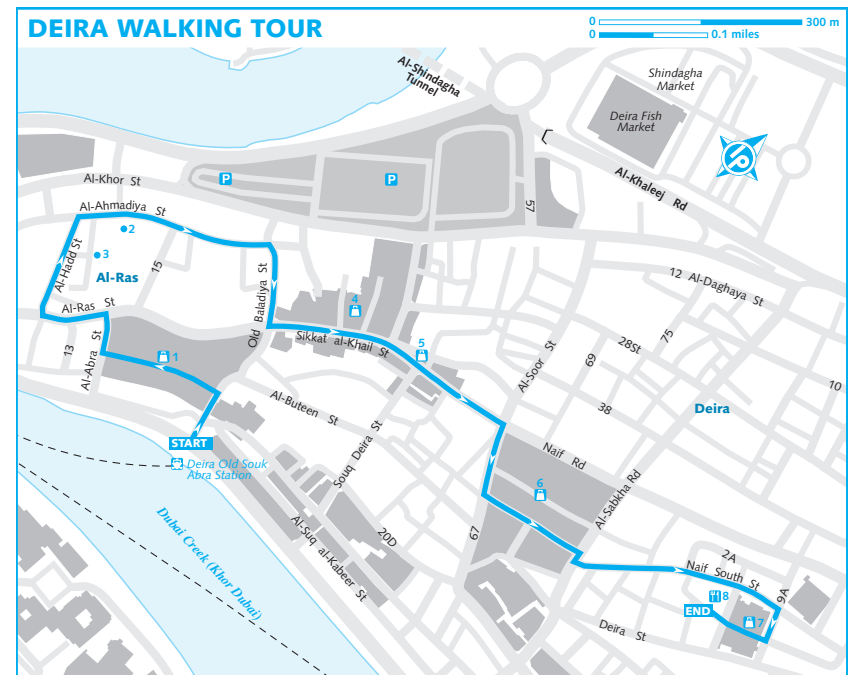 DEIRA WALKING TOUR
0 300 m
0 0.1 miles
Al-Shindagha
Tunnel
Shindagha
Market
Deira Fish
Market
Al-Khaleej Rd
P
P
Al-Khor St
Al-Ahmadiya St
57
2
3
Al-Hadd St
15
Al-Ras
Al-Ras St
Old Baladiya St
4
12
Al-Daghaya St
13
Al-Abra St
1
Sikkat al-Khail St
5
Al-Soor St
69
28St
75
10
38
Deira
Al-Buteen St
START
Deira Old Souk
Abra Station
Souq Deira St
Naif Rd
6
Al-Sabkha Rd
67
20D
Al-Suq al-Kabeer St
Dubai Creek (Khor Dubai)
2A
Naif South St
9A
8
END
7
Deira St